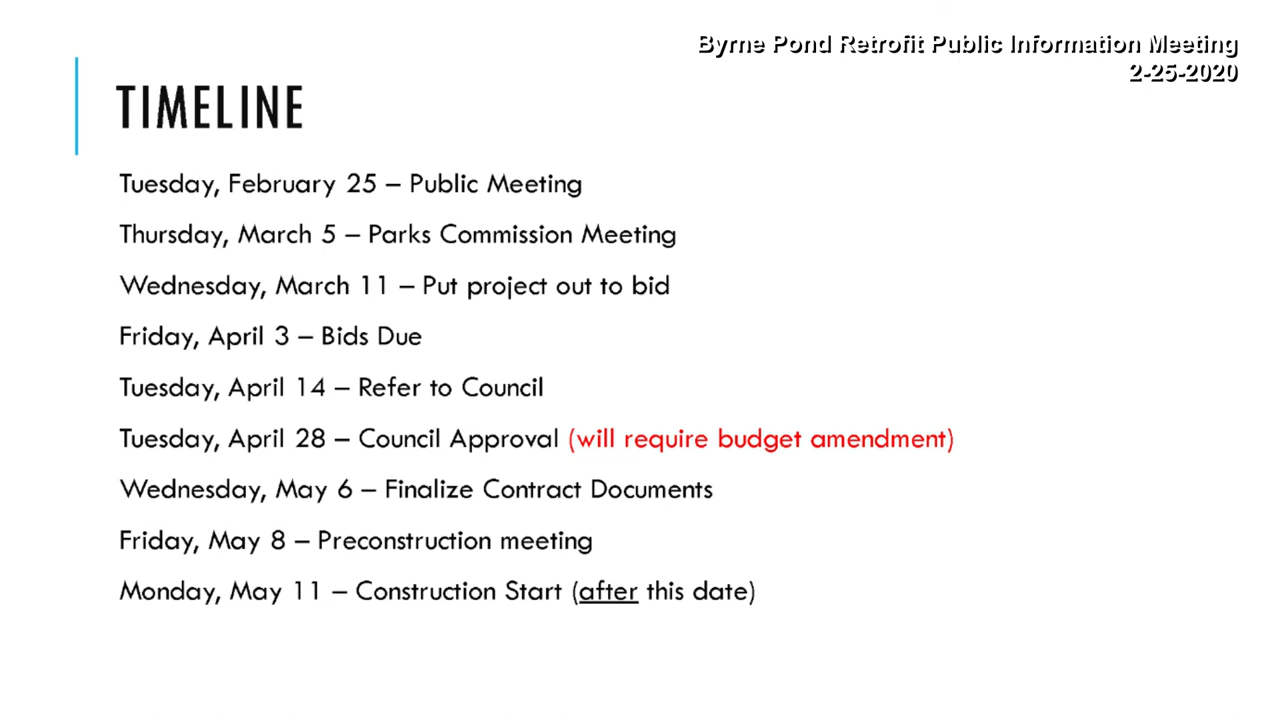 Byrne Pond Retrofit Public Information Meeting
2-25-2020
TIMELINE
Tuesday, February 25 – Public Meeting
Thursday, March 5 – Parks Commission Meeting
Wednesday, March 11 – Put project out to bid
Friday, April 3 – Bids Due
Tuesday, April 14 – Refer to Council
Tuesday, April 28 – Council Approval (will require budget amendment)
Wednesday, May 6 – Finalize Contract Documents
Friday, May 8 – Preconstruction meeting
Monday, May 11 – Construction Start (after this date)